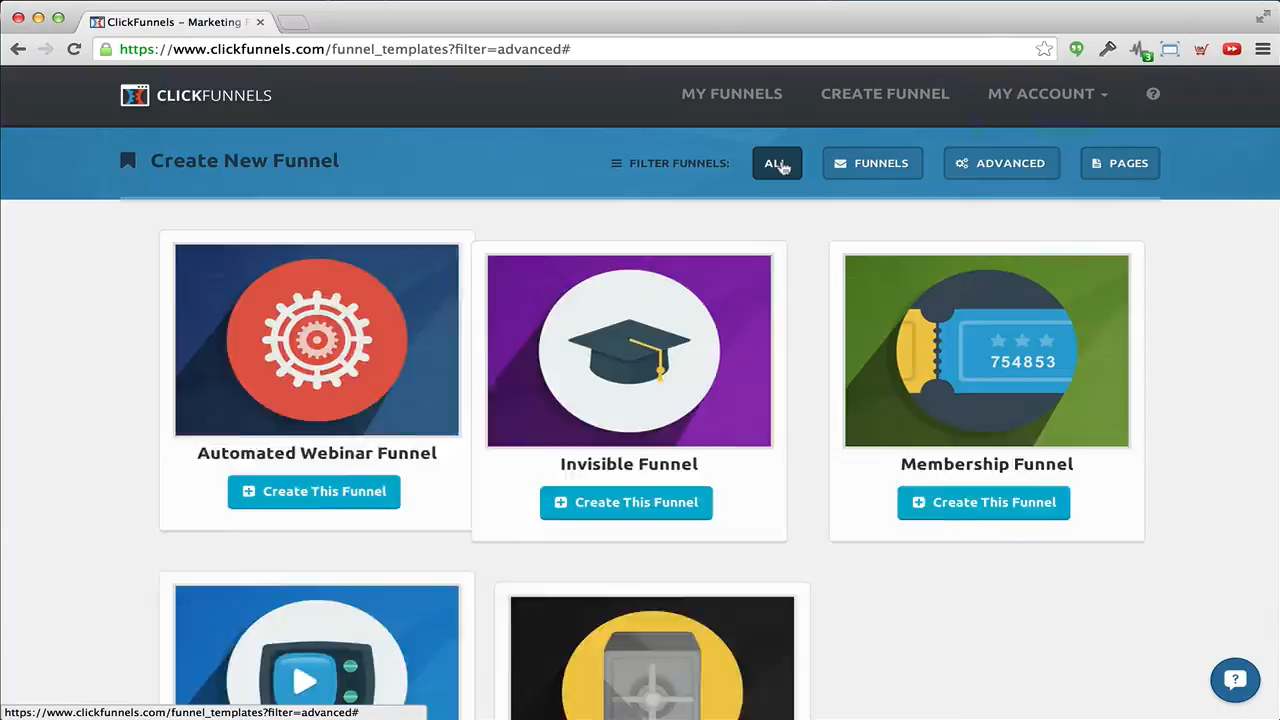 ClickFunnels – Marketing F
https://www.clickfunnels.com/funnel_templates?filter=advanced#
3
CLICKFUNNELS
MY FUNNELS
CREATE FUNNEL
MY ACCOUNT
Create New Funnel
FILTER FUNNELS:
ALL
FUNNELS
ADVANCED
PAGES
754853
Automated Webinar Funnel
Invisible Funnel
Membership Funnel
Create This Funnel
Create This Funnel
Create This Funnel
https://www.clickfunnels.com/funnel_templates?filter=advanced#